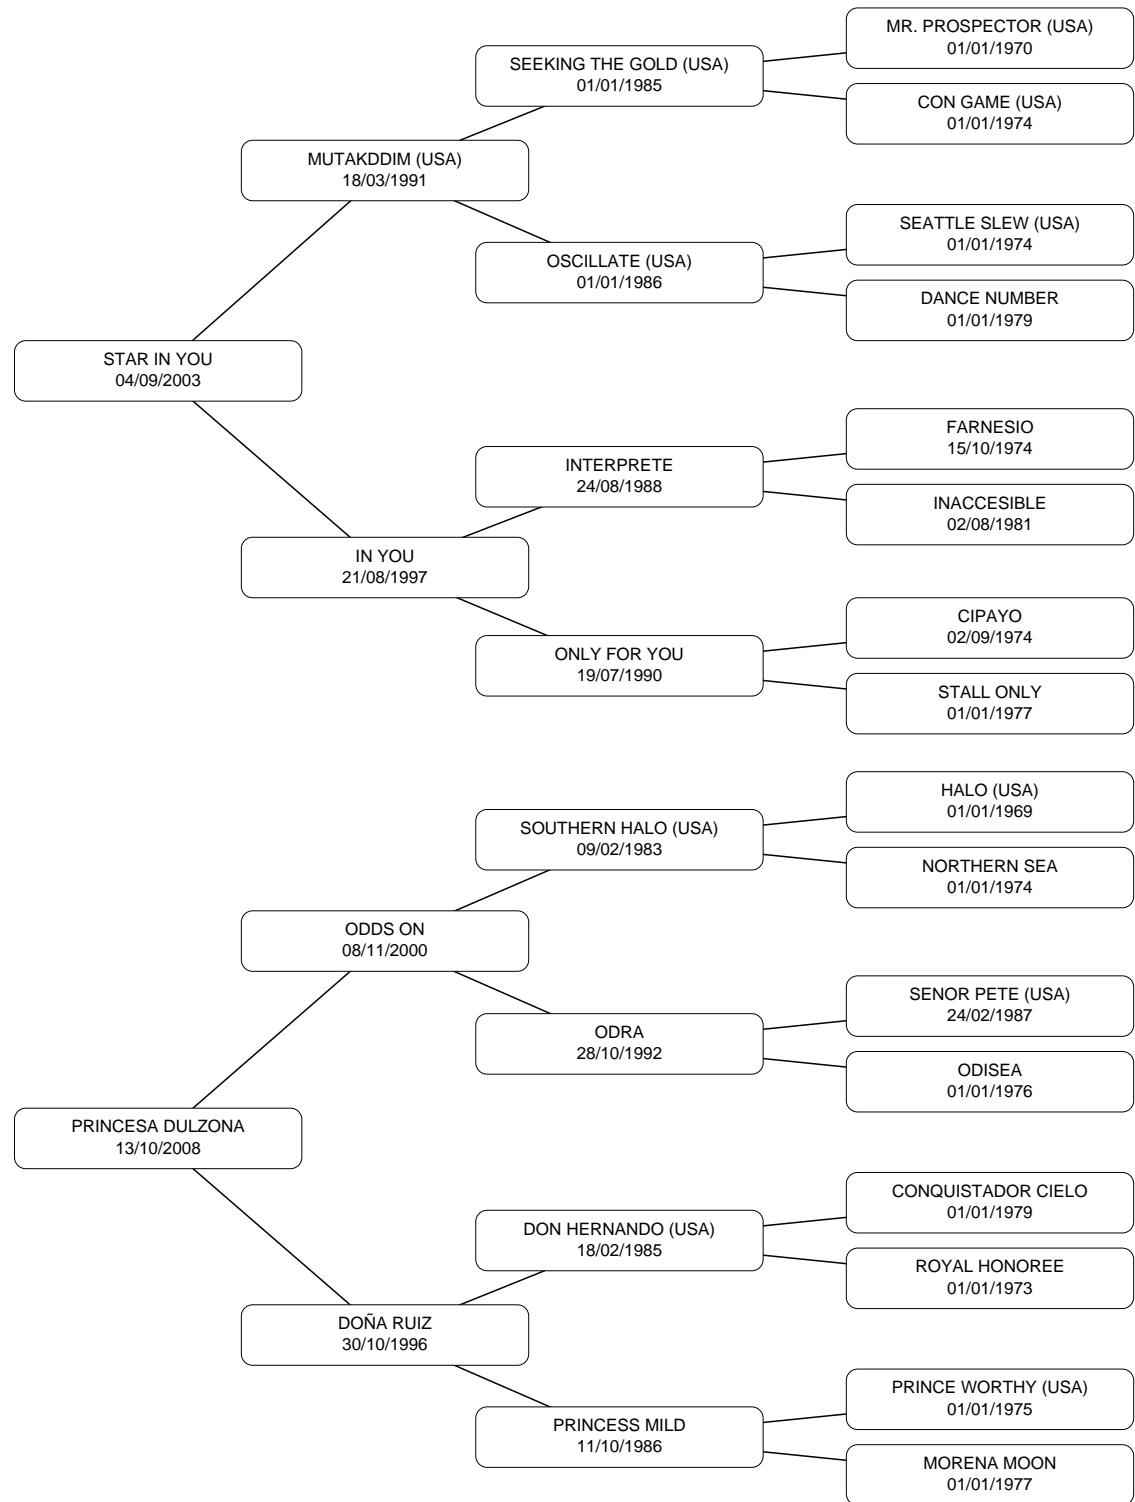 MR. PROSPECTOR (USA)
01/01/1970
SEEKING THE GOLD (USA)
01/01/1985
CON GAME (USA)
01/01/1974
MUTAKDDIM (USA)
18/03/1991
SEATTLE SLEW (USA)
01/01/1974
OSCILLATE (USA)
01/01/1986
DANCE NUMBER
01/01/1979
STAR IN YOU
04/09/2003
FARNESIO
15/10/1974
INTERPRETE
24/08/1988
INACCESIBLE
02/08/1981
IN YOU
21/08/1997
CIPAYO
02/09/1974
ONLY FOR YOU
19/07/1990
STALL ONLY
01/01/1977
HALO (USA)
01/01/1969
SOUTHERN HALO (USA)
09/02/1983
NORTHERN SEA
01/01/1974
ODDS ON
08/11/2000
SENOR PETE (USA)
24/02/1987
ODRA
28/10/1992
ODISEA
01/01/1976
PRINCESA DULZONA
13/10/2008
CONQUISTADOR CIELO
01/01/1979
DON HERNANDO (USA)
18/02/1985
ROYAL HONOREE
01/01/1973
DOÑA RUIZ
30/10/1996
PRINCE WORTHY (USA)
01/01/1975
PRINCESS MILD
11/10/1986
MORENA MOON
01/01/1977